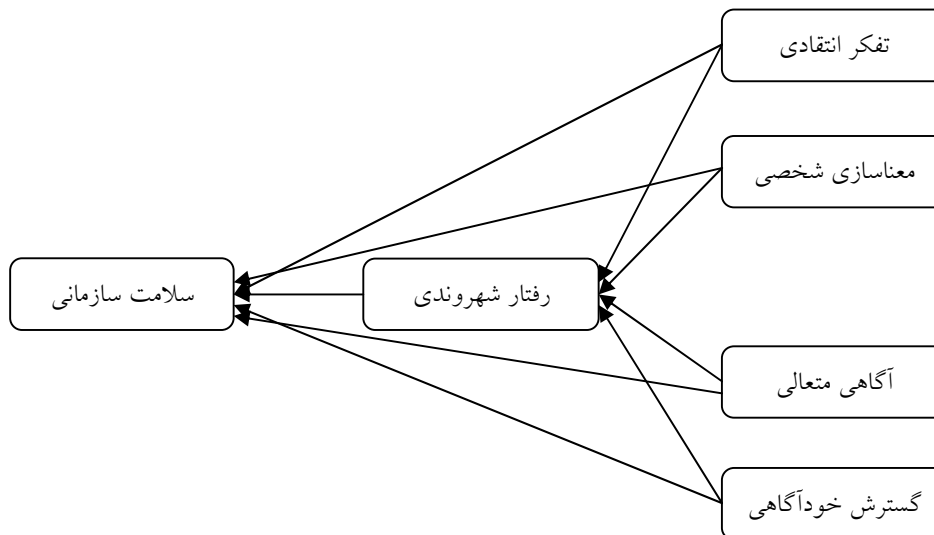 تفکر انتقادی
معناسازی شخصی
رفتار شهروندی
سلامت سازمانی
آگاهی متعالی
گسترش خودآگاهی